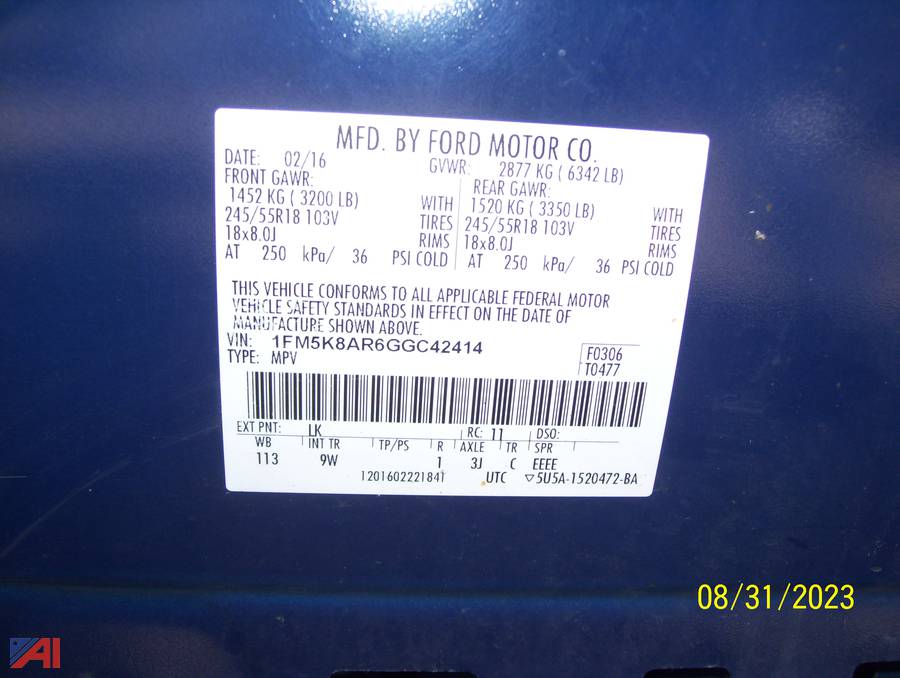 MFD. BY FORD MOTOR CO.
DATE: 02/16 GVWR: 2877 KG ( 6342 LB)
FRONT GAWR: REAR GAWR:
1452 KG ( 3200 LB) WITH 1520 KG ( 3350 LB) WITH
245/55R18 103V TIRES 245/55R18 103V TIRES
18x8.0J RIMS 18x8.0J RIMS
AT 250 kPa/ 36 PSI COLD AT 250 kPa/ 36 PSI COLD
THIS VEHICLE CONFORMS TO ALL APPLICABLE FEDERAL MOTOR
VEHICLE SAFETY STANDARDS IN EFFECT ON THE DATE OF
MANUFACTURE SHOWN ABOVE.
VIN: 1FM5K8AR6GGC42414 F0306
TYPE: MPV T0477
EXT PNT: LK RC: 11 DSO:
WB INT TR TP/PS R AXLE TR SPR
113 9W 1 3J C EEEE
1201602221841 UTC ▽5U5A-1520472-BA
08/31/2023
AI